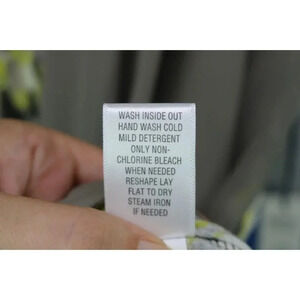 WASH INSIDE OUT
HAND WASH COLD
MILD DETERGENT
ONLY NON-
CHLORINE BLEACH
WHEN NEEDED
RESHAPE LAY
FLAT TO DRY
STEAM IRON
IF NEEDED